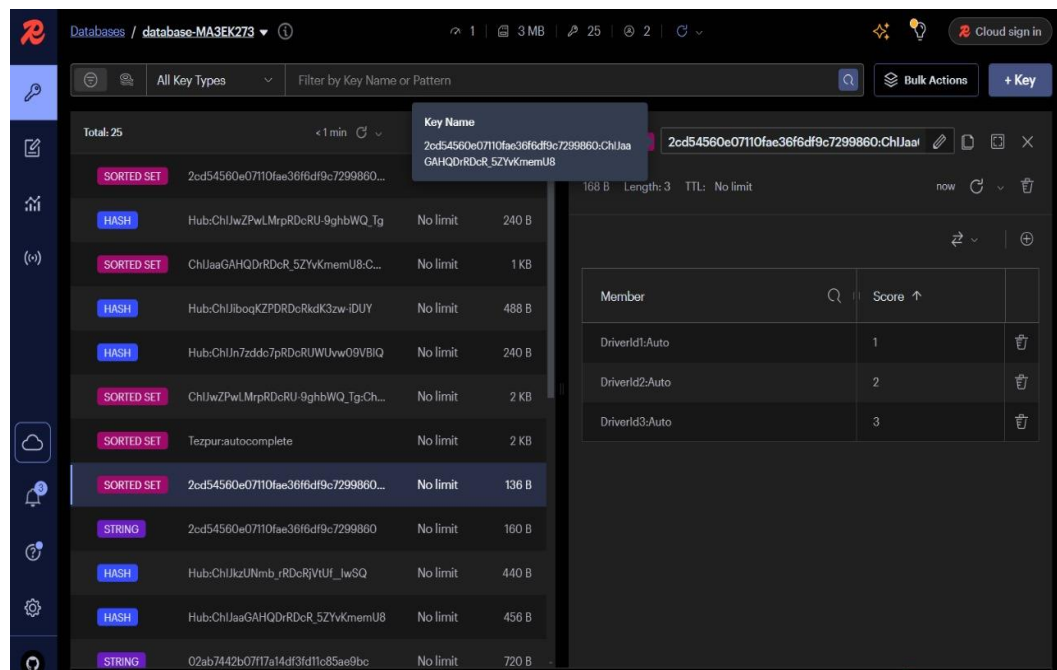 Databases / database-MA3EK273
1 3 MB 25 2
Cloud sign in
All Key Types
Filter by Key Name or Pattern
Bulk Actions
+ Key
Total: 25
<1 min
Key Name
2cd54560e07110fae36f6df9c7299860:ChIJaa
GAHQDrRDcR_5ZYvKmemU8
2cd54560e07110fae36f6df9c7299860:ChIJaa
168 B Length: 3 TTL: No limit
now
SORTED SET 2cd54560e07110fae36f6df9c7299860...
HASH Hub:ChIJwZPwLMrpRDcRU-9ghbWQ_Tg No limit 240 B
SORTED SET ChIJaaGAHQDrRDcR_5ZYvKmemU8:C... No limit 1 KB
HASH Hub:ChIJiboqKZPDRDcRkdK3zw-iDUY No limit 488 B
HASH Hub:ChIJn7zddc7pRDcRUWUvw09VBIQ No limit 240 B
SORTED SET ChIJwZPwLMrpRDcRU-9ghbWQ_Tg:Ch... No limit 2 KB
SORTED SET Tezpur:autocomplete No limit 2 KB
SORTED SET 2cd54560e07110fae36f6df9c7299860... No limit 136 B
STRING 2cd54560e07110fae36f6df9c7299860 No limit 160 B
HASH Hub:ChIJkzUNmb_rRDcRjVtUf_IwSQ No limit 440 B
HASH Hub:ChIJaaGAHQDrRDcR_5ZYvKmemU8 No limit 456 B
STRING 02ab7442b07f17a14df3fd11c85ae9bc No limit 720 B
Member Score
DriverId1:Auto 1
DriverId2:Auto 2
DriverId3:Auto 3
3